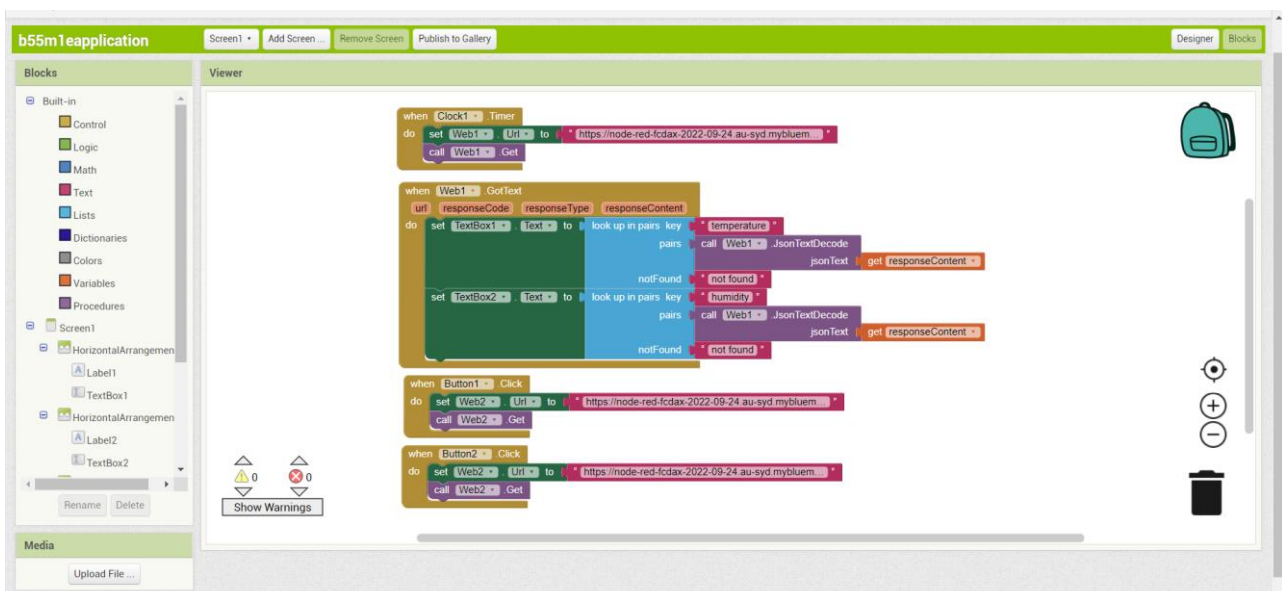 b55m1eapplication Screen1 Add Screen ... Remove Screen Publish to Gallery Designer Blocks
Blocks Viewer
Built-in
Control
Logic
Math
Text
Lists
Dictionaries
Colors
Variables
Procedures
Screen1
HorizontalArrangemen
Label1
TextBox1
HorizontalArrangemen
Label2
TextBox2
Rename Delete
Media
Upload File ...
when Clock1 .Timer
do set Web1 . Url to " https://node-red-fcdax-2022-09-24.au-syd.mybluem... "
call Web1 .Get
when Web1 .GotText
url responseCode responseType responseContent
do set TextBox1 . Text to look up in pairs key " temperature "
pairs call Web1 .JsonTextDecode
jsonText get responseContent
notFound " not found "
set TextBox2 . Text to look up in pairs key " humidity "
pairs call Web1 .JsonTextDecode
jsonText get responseContent
notFound " not found "
when Button1 .Click
do set Web2 . Url to " https://node-red-fcdax-2022-09-24.au-syd.mybluem... "
call Web2 .Get
when Button2 .Click
do set Web2 . Url to " https://node-red-fcdax-2022-09-24.au-syd.mybluem... "
call Web2 .Get
0 0
Show Warnings